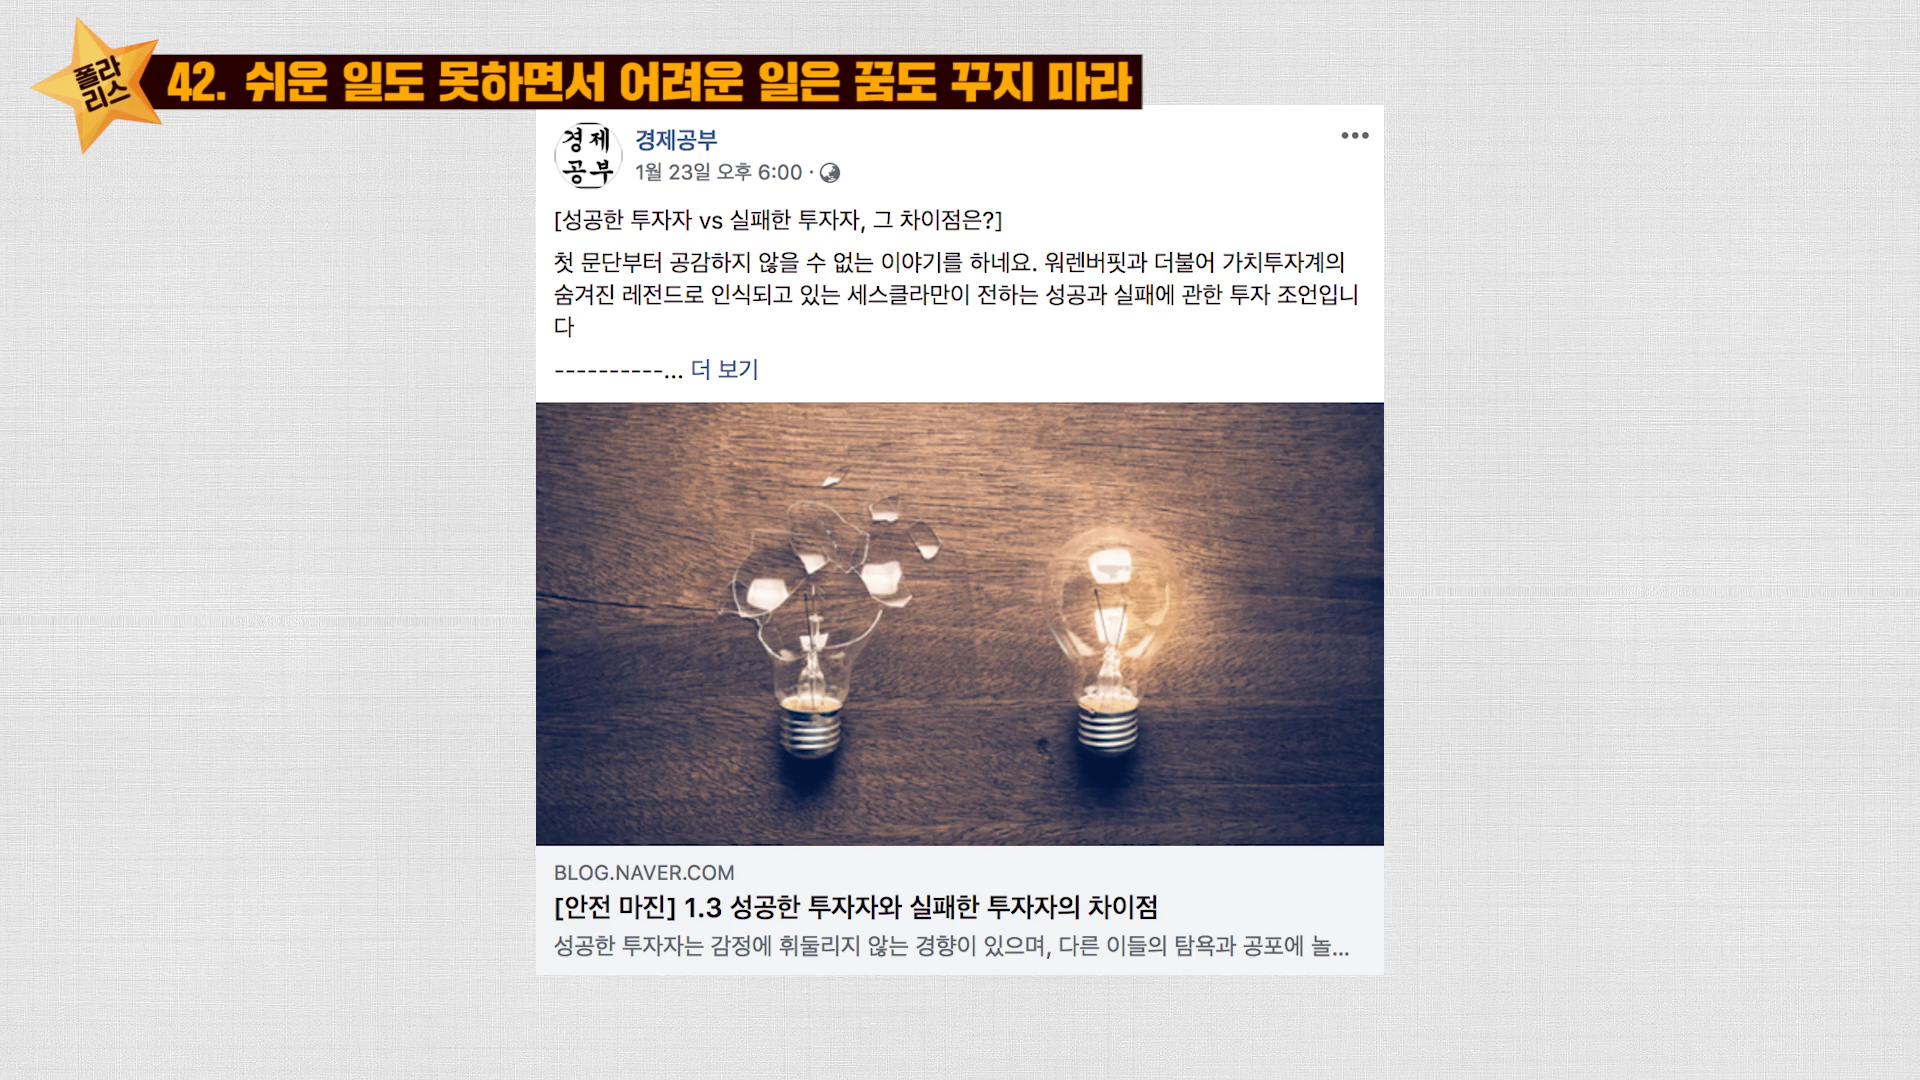 폴라
리스
42. 쉬운 일도 못하면서 어려운 일은 꿈도 꾸지 마라
경제
공부
경제공부
1월 23일 오후 6:00 ·
[성공한 투자자 vs 실패한 투자자, 그 차이점은?]
첫 문단부터 공감하지 않을 수 없는 이야기를 하네요. 워렌버핏과 더불어 가치투자계의
숨겨진 레전드로 인식되고 있는 세스클라만이 전하는 성공과 실패에 관한 투자 조언입니
다
----------... 더 보기
BLOG.NAVER.COM
[안전 마진] 1.3 성공한 투자자와 실패한 투자자의 차이점
성공한 투자자는 감정에 휘둘리지 않는 경향이 있으며, 다른 이들의 탐욕과 공포에 놀...